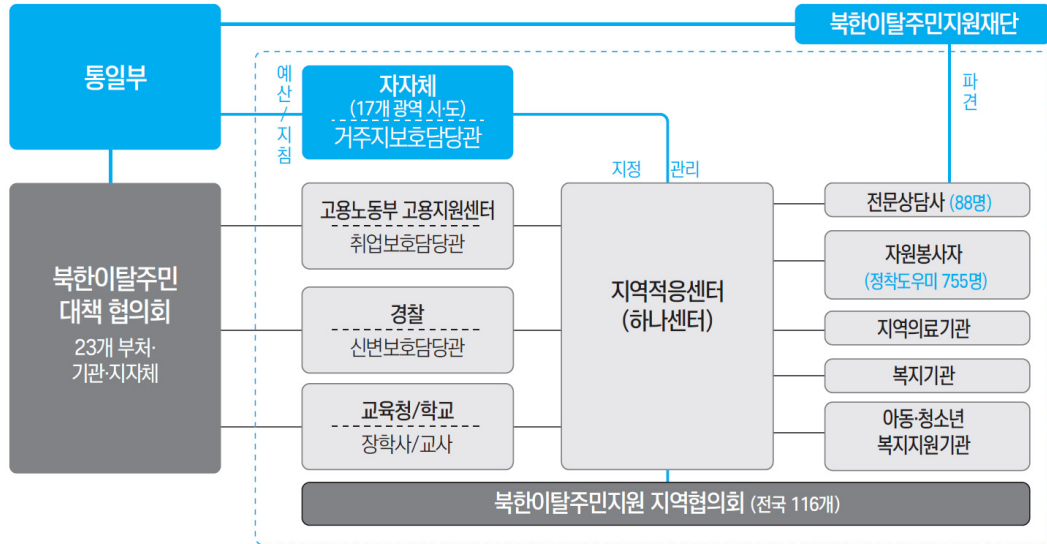 통일부
북한이탈주민지원재단
예산/지침
자자체
(17개 광역 시·도)
거주지보호담당관
파견
지정 관리
북한이탈주민
대책 협의회
23개 부처·
기관·지자체
고용노동부 고용지원센터
취업보호담당관
경찰
신변보호담당관
교육청/학교
장학사/교사
지역적응센터
(하나센터)
전문상담사 (88명)
자원봉사자
(정착도우미 755명)
지역의료기관
복지기관
아동·청소년
복지지원기관
북한이탈주민지원 지역협의회 (전국 116개)